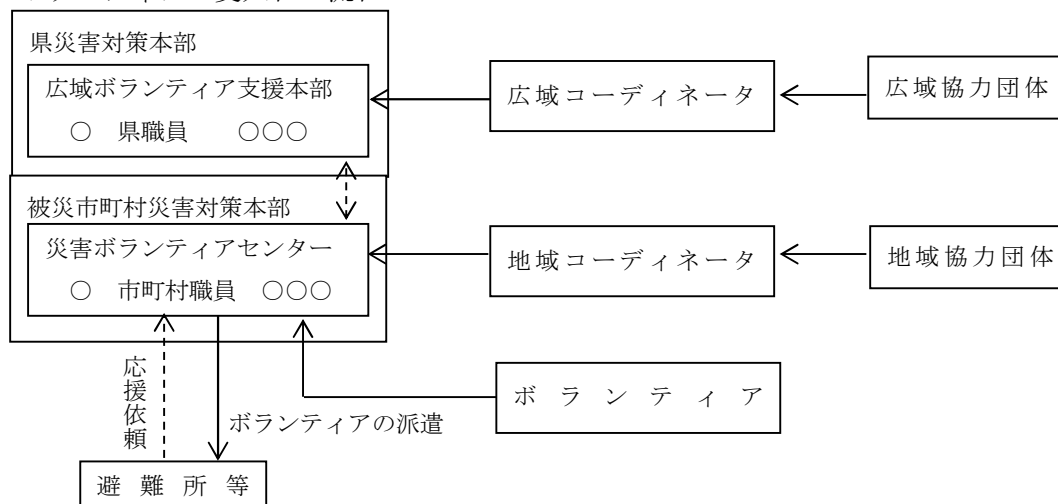 県災害対策本部
広域ボランティア支援本部
○ 県職員 ○○○
広域コーディネータ
広域協力団体
被災市町村災害対策本部
災害ボランティアセンター
○ 市町村職員 ○○○
地域コーディネータ
地域協力団体
応援依頼
ボランティアの派遣
ボランティア
避難所等